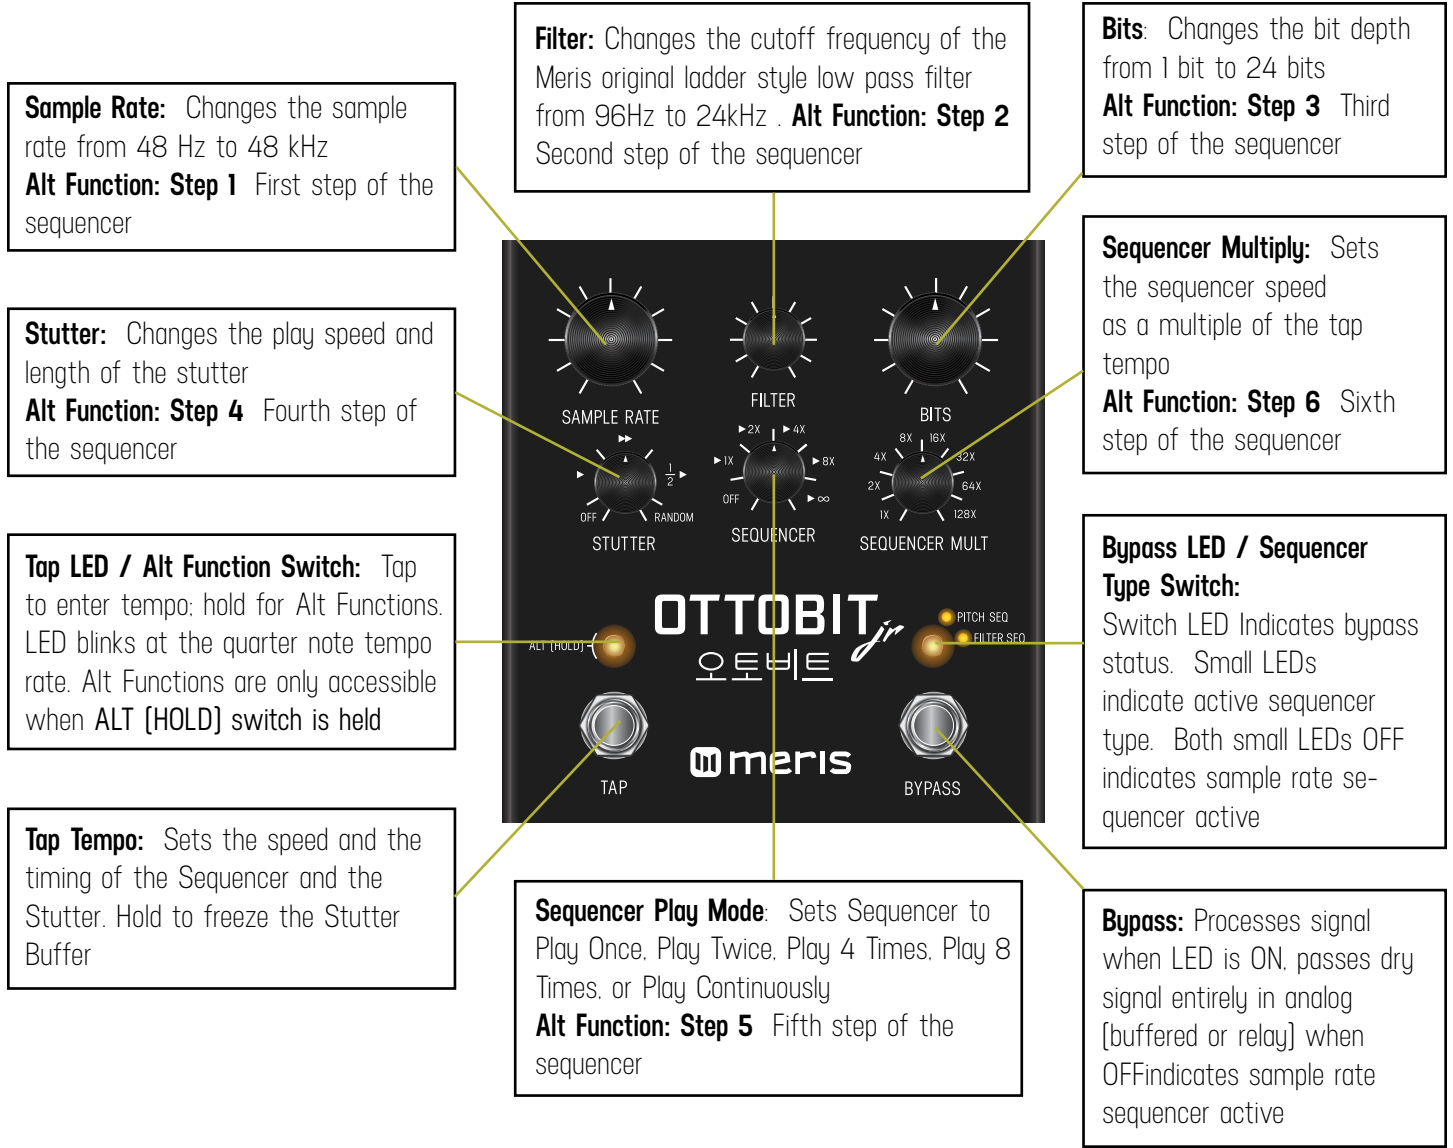 Sample Rate: Changes the sample
rate from 48 Hz to 48 kHz
Alt Function: Step 1 First step of the
sequencer
Filter: Changes the cutoff frequency of the
Meris original ladder style low pass filter
from 96Hz to 24kHz . Alt Function: Step 2
Second step of the sequencer
Bits: Changes the bit depth
from 1 bit to 24 bits
Alt Function: Step 3 Third
step of the sequencer
Stutter: Changes the play speed and
length of the stutter
Alt Function: Step 4 Fourth step of
the sequencer
Sequencer Multiply: Sets
the sequencer speed
as a multiple of the tap
tempo
Alt Function: Step 6 Sixth
step of the sequencer
Tap LED / Alt Function Switch: Tap
to enter tempo; hold for Alt Functions.
LED blinks at the quarter note tempo
rate. Alt Functions are only accessible
when ALT (HOLD) switch is held
Bypass LED / Sequencer
Type Switch:
Switch LED Indicates bypass
status. Small LEDs
indicate active sequencer
type. Both small LEDs OFF
indicates sample rate se-
quencer active
Tap Tempo: Sets the speed and the
timing of the Sequencer and the
Stutter. Hold to freeze the Stutter
Buffer
Sequencer Play Mode: Sets Sequencer to
Play Once, Play Twice, Play 4 Times, Play 8
Times, or Play Continuously
Alt Function: Step 5 Fifth step of the
sequencer
Bypass: Processes signal
when LED is ON, passes dry
signal entirely in analog
(buffered or relay) when
OFFindicates sample rate
sequencer active
SAMPLE RATE
FILTER
BITS
▶▶
▶
1/2 ▶
OFF
RANDOM
STUTTER
▶2X
▶4X
▶1X
▶8X
OFF
▶∞
SEQUENCER
8X
16X
4X
32X
2X
64X
1X
128X
SEQUENCER MULT
OTTOBIT jr
오토비트
PITCH SEQ
FILTER SEQ
ALT (HOLD)
meris
TAP
BYPASS